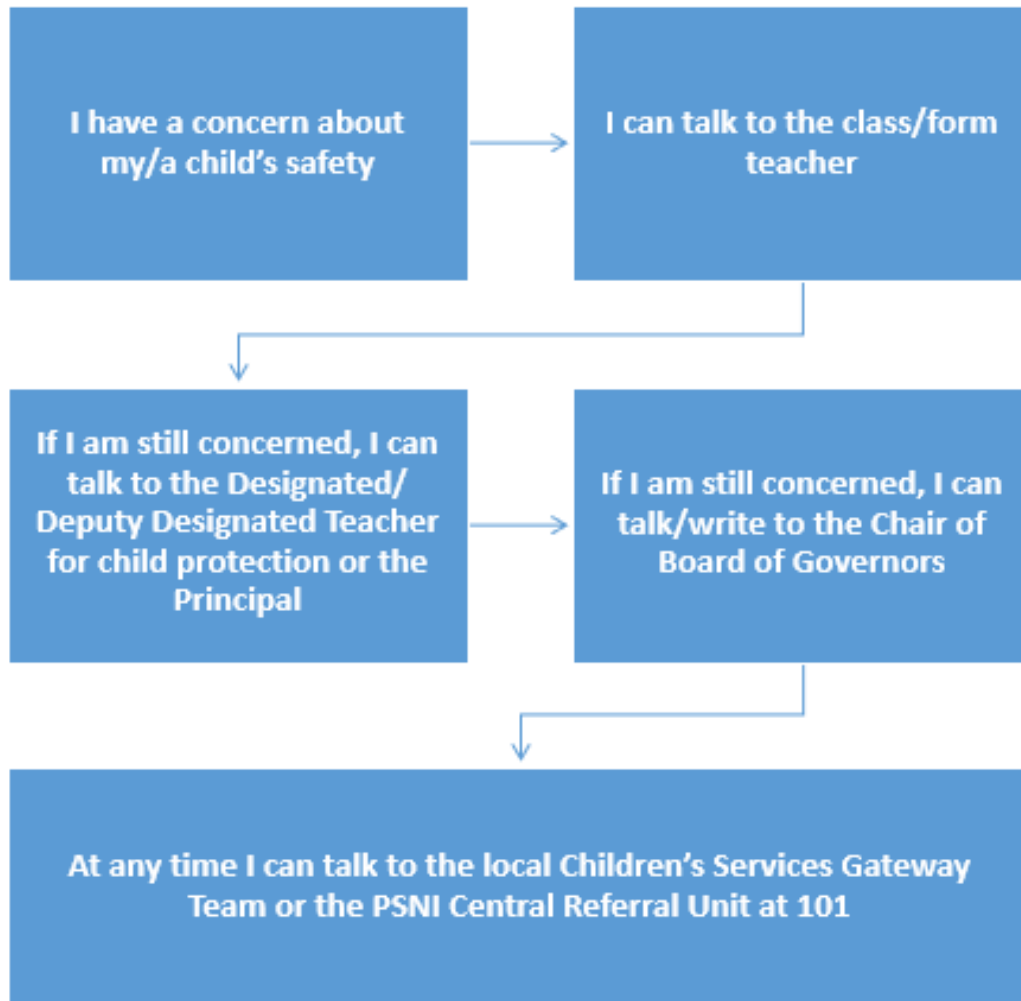 I have a concern about
my/a child’s safety
I can talk to the class/form
teacher
If I am still concerned, I can
talk to the Designated/
Deputy Designated Teacher
for child protection or the
Principal
If I am still concerned, I can
talk/write to the Chair of
Board of Governors
At any time I can talk to the local Children’s Services Gateway
Team or the PSNI Central Referral Unit at 101